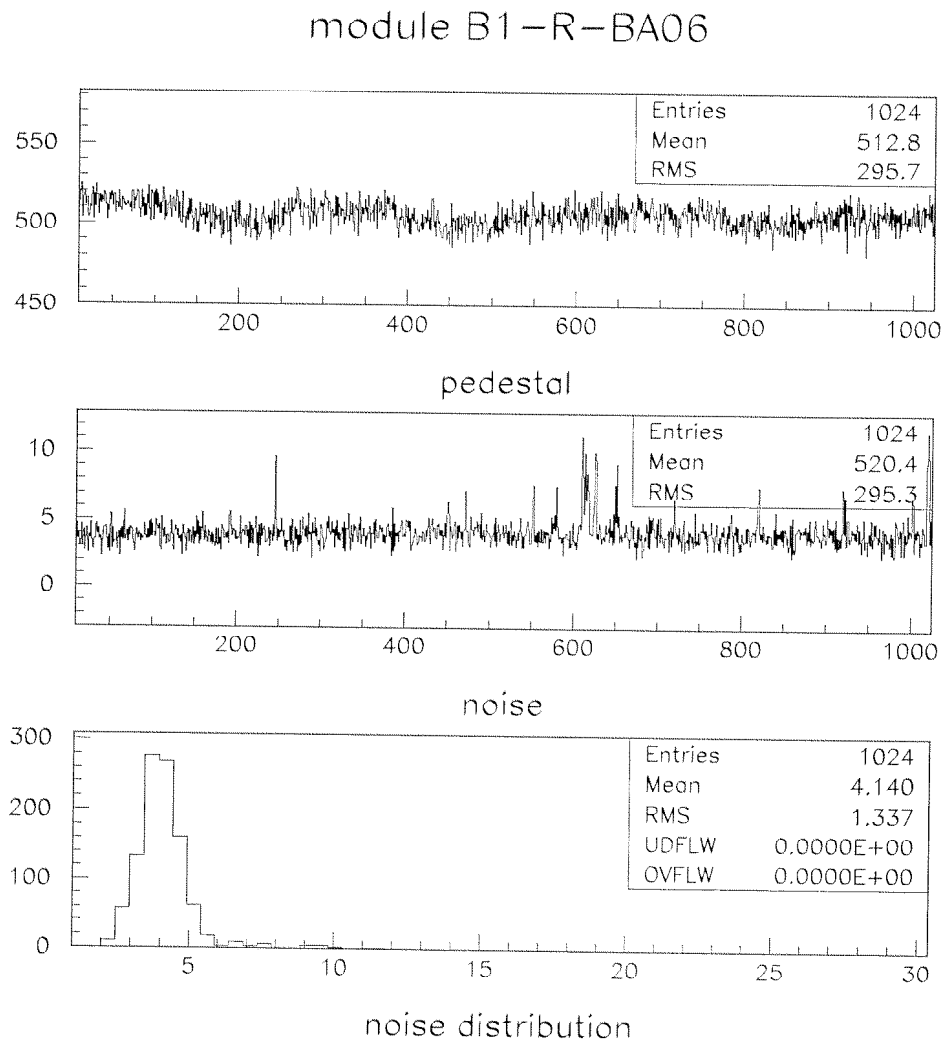 module B1-R-BA06
Entries 1024
Mean 512.8
RMS 295.7
550
500
450
200 400 600 800 1000
pedestal
Entries 1024
Mean 520.4
RMS 295.3
10
5
0
200 400 600 800 1000
noise
300
200
100
0
Entries 1024
Mean 4.140
RMS 1.337
UDFLW 0.0000E+00
OVFLW 0.0000E+00
5 10 15 20 25 30
noise distribution